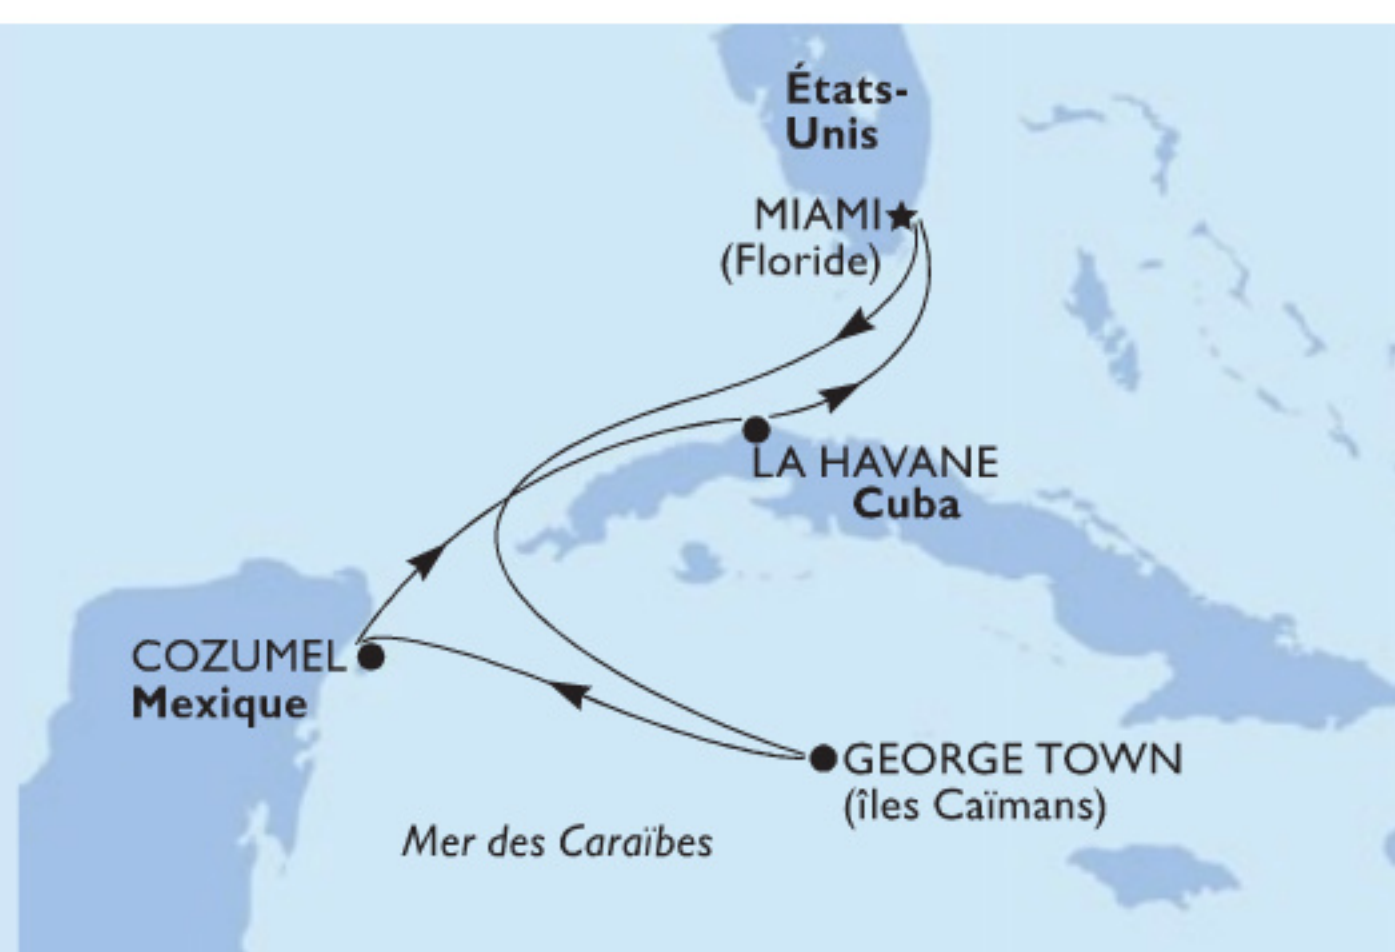 États-
Unis
MIAMI
(Floride)
LA HAVANE
Cuba
COZUMEL
Mexique
GEORGE TOWN
(îles Caïmans)
Mer des Caraïbes